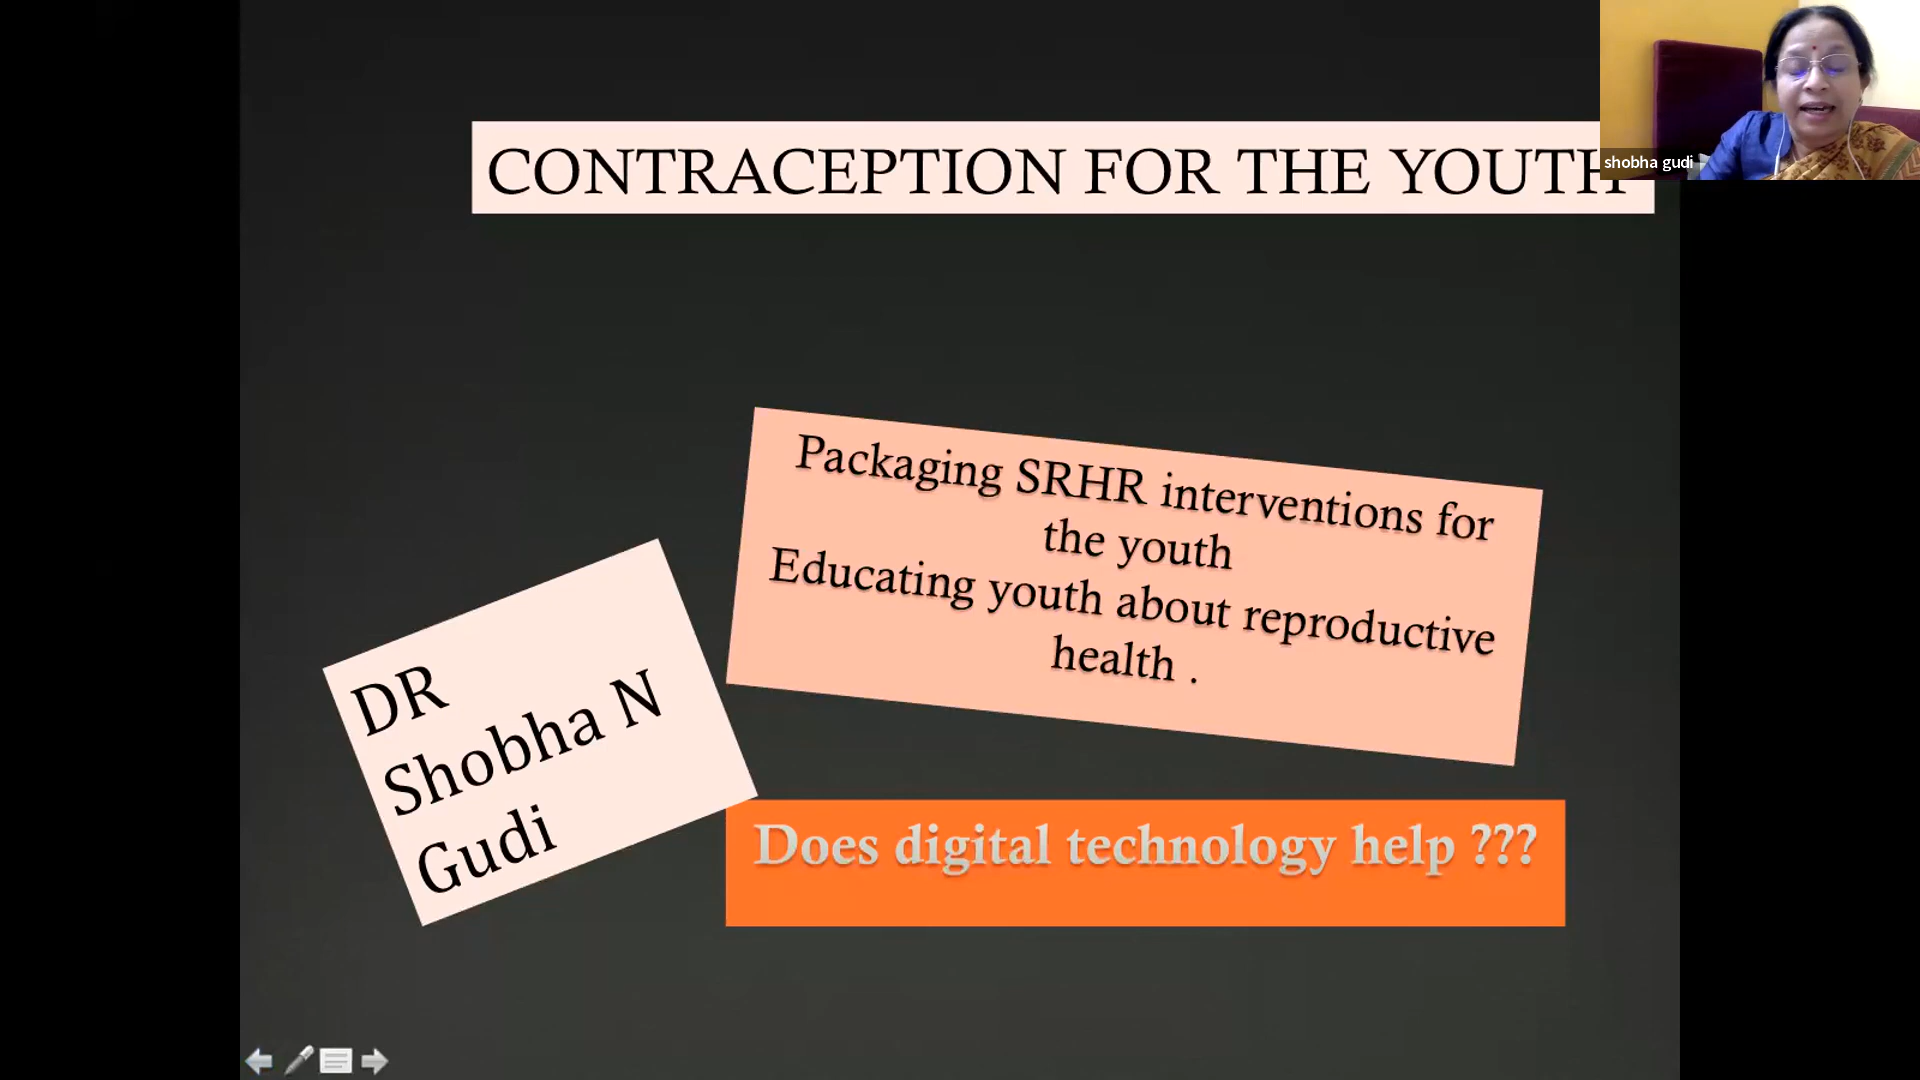 CONTRACEPTION FOR THE YOUTH
shobha gudi
Packaging SRHR interventions for
the youth
Educating youth about reproductive
health .
DR
Shobha N
Gudi
Does digital technology help ???